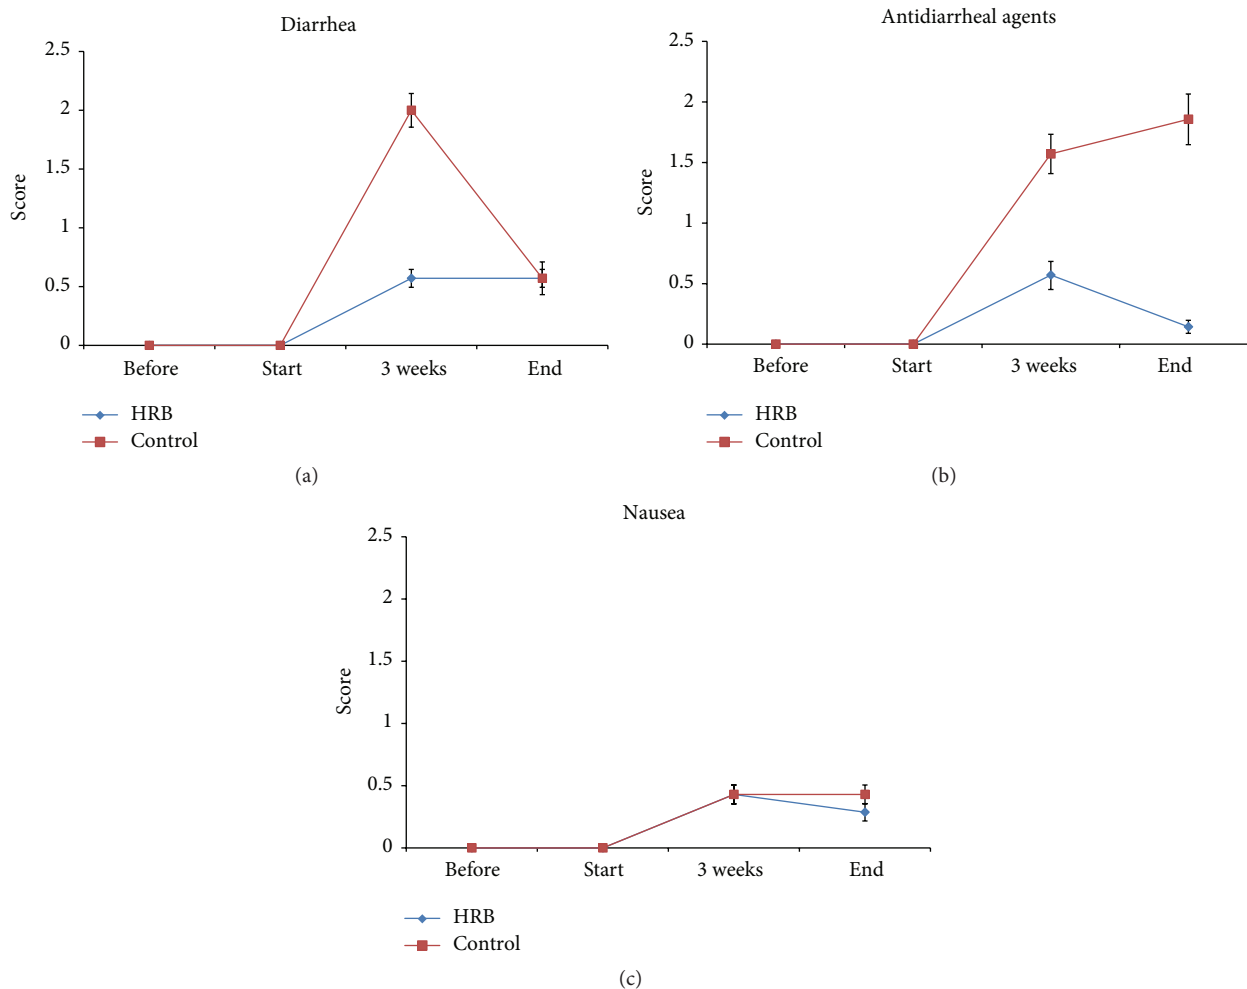 Diarrhea
2.5
2
1.5
1
0.5
0
Score
Before Start 3 weeks End
HRB
Control
(a)
Antidiarrheal agents
2.5
2
1.5
1
0.5
0
Score
Before Start 3 weeks End
HRB
Control
(b)
Nausea
2.5
2
1.5
1
0.5
0
Score
Before Start 3 weeks End
HRB
Control
(c)